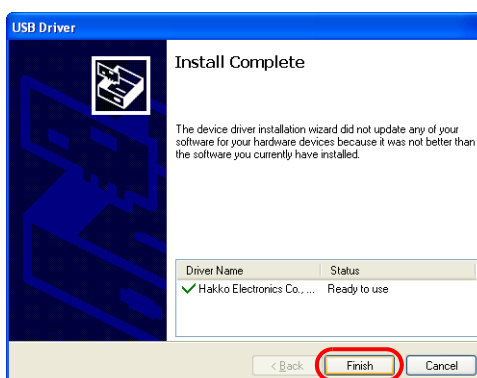 USB Driver
Install Complete
The device driver installation wizard did not update any of your
software for your hardware devices because it was not better than
the software you currently have installed.
Driver Name Status
Hakko Electronics Co., ... Ready to use
< Back Finish Cancel